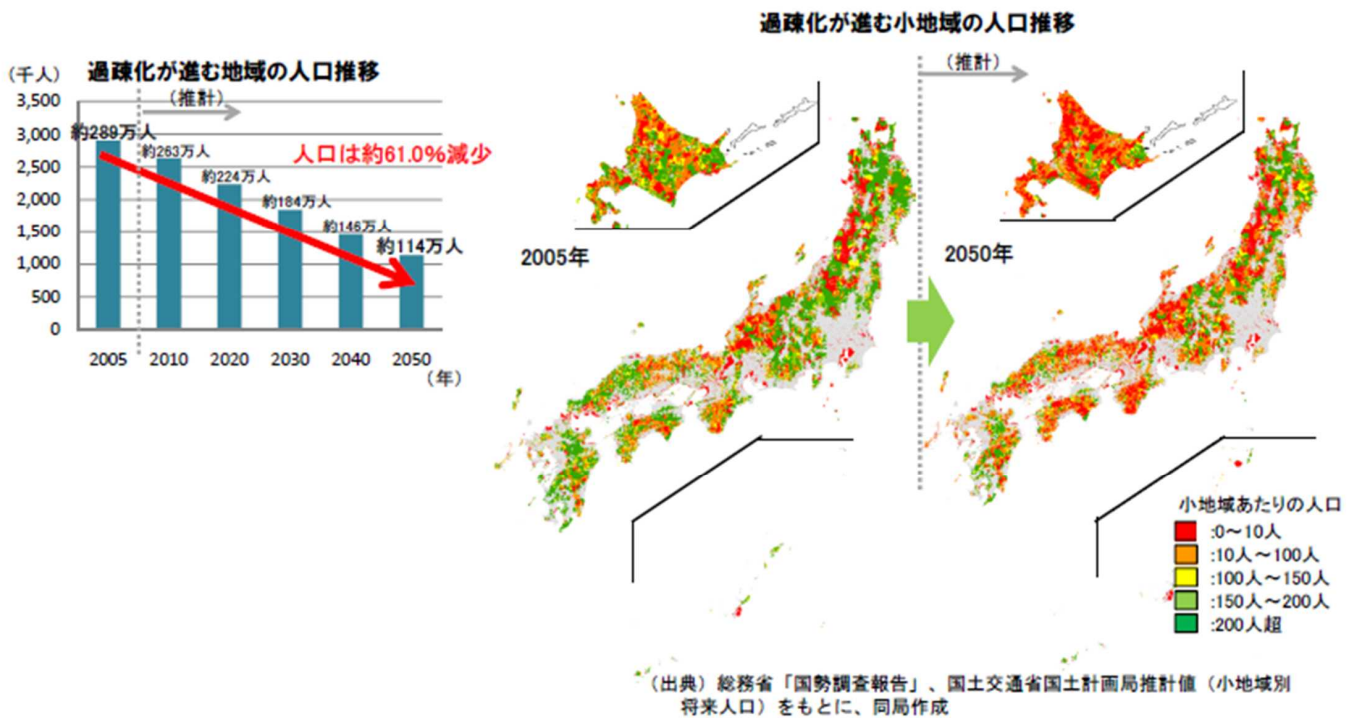 過疎化が進む小地域の人口推移
過疎化が進む地域の人口推移
（千人）
（推計）
（推計）
3,500
3,000
2,500
2,000
1,500
1,000
500
0
約289万人
約263万人
約224万人
約184万人
約146万人
約114万人
人口は約61.0％減少
2005 2010 2020 2030 2040 2050
（年）
2005年
2050年
小地域あたりの人口
:0～10人
:10人～100人
:100人～150人
:150人～200人
:200人超
（出典）総務省「国勢調査報告」、国土交通省国土計画局推計値（小地域別
将来人口）をもとに、同局作成